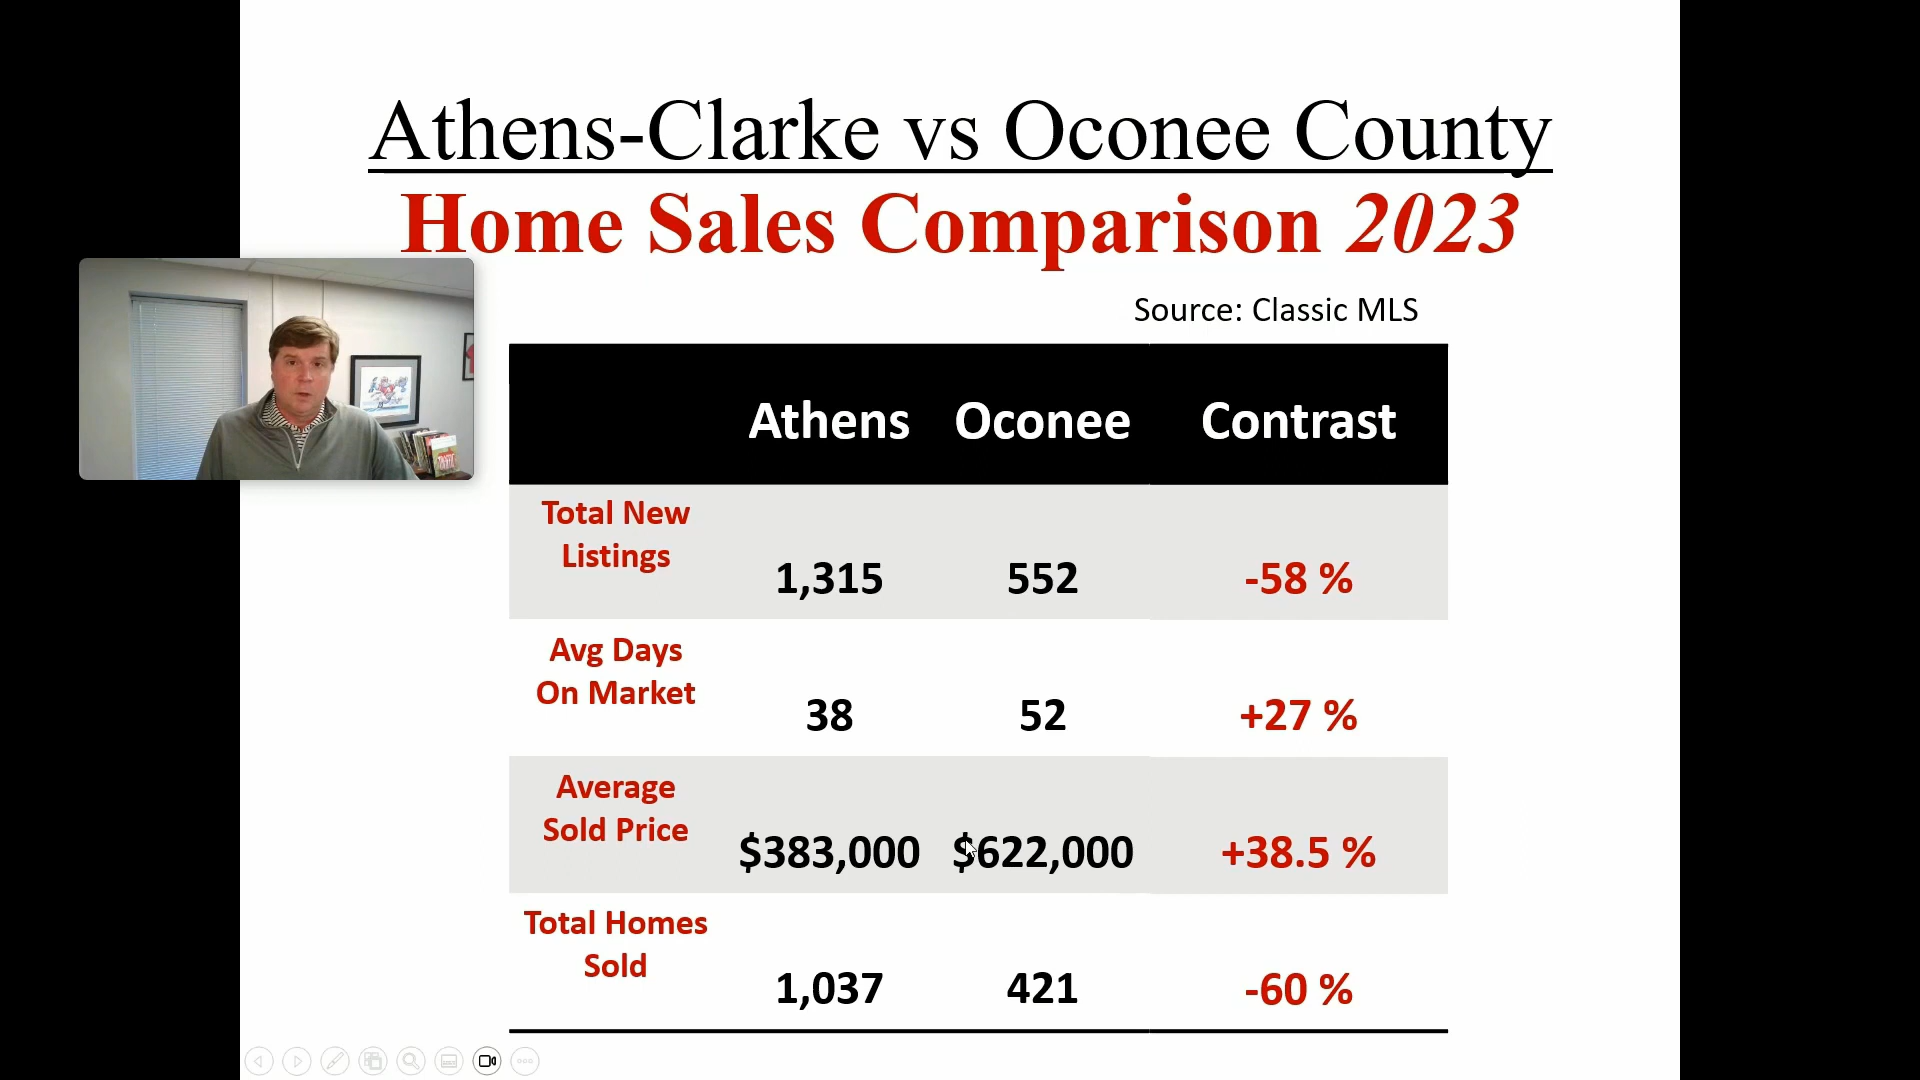 Athens-Clarke vs Oconee County
Home Sales Comparison 2023
Source: Classic MLS
Athens Oconee Contrast
Total New
Listings
1,315 552 -58 %
Avg Days
On Market
38 52 +27 %
Average
Sold Price
$383,000 $622,000 +38.5 %
Total Homes
Sold
1,037 421 -60 %